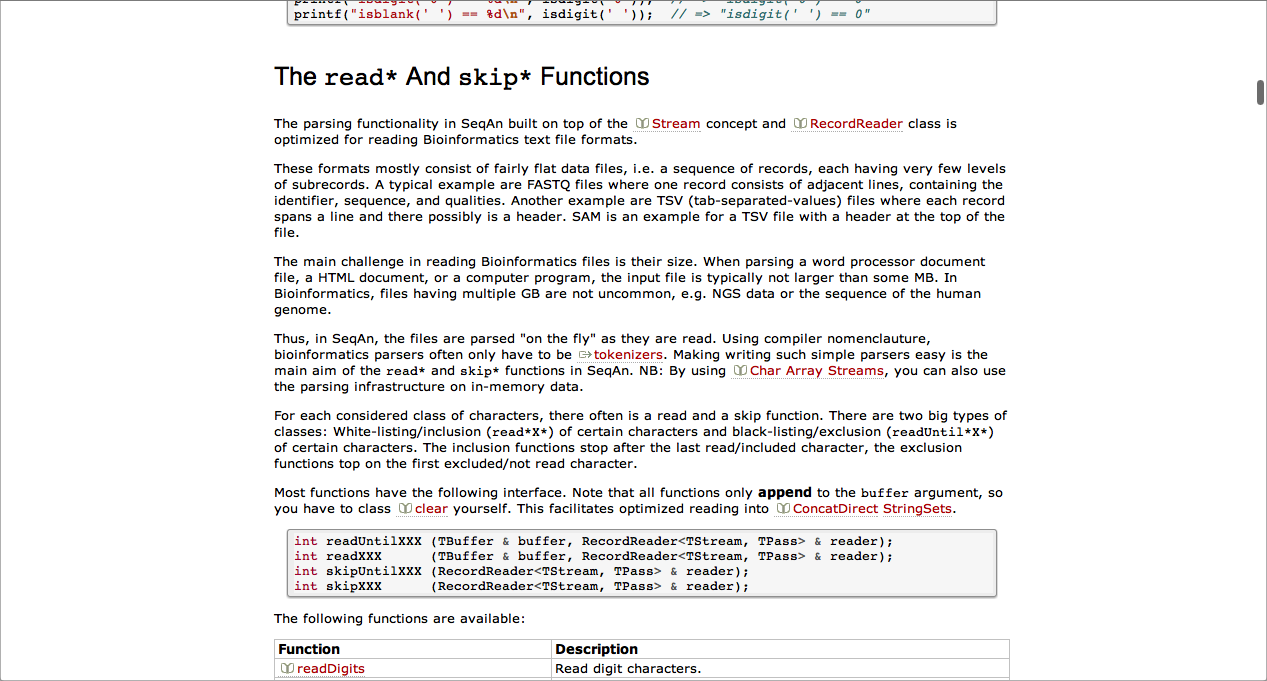 printf("isblank(' ') == %d\n", isdigit(' ')); // => "isdigit(' ') == 0"
The read* And skip* Functions
The parsing functionality in SeqAn built on top of the Stream concept and RecordReader class is
optimized for reading Bioinformatics text file formats.
These formats mostly consist of fairly flat data files, i.e. a sequence of records, each having very few levels
of subrecords. A typical example are FASTQ files where one record consists of adjacent lines, containing the
identifier, sequence, and qualities. Another example are TSV (tab-separated-values) files where each record
spans a line and there possibly is a header. SAM is an example for a TSV file with a header at the top of the
file.
The main challenge in reading Bioinformatics files is their size. When parsing a word processor document
file, a HTML document, or a computer program, the input file is typically not larger than some MB. In
Bioinformatics, files having multiple GB are not uncommon, e.g. NGS data or the sequence of the human
genome.
Thus, in SeqAn, the files are parsed "on the fly" as they are read. Using compiler nomenclauture,
bioinformatics parsers often only have to be tokenizers. Making writing such simple parsers easy is the
main aim of the read* and skip* functions in SeqAn. NB: By using Char Array Streams, you can also use
the parsing infrastructure on in-memory data.
For each considered class of characters, there often is a read and a skip function. There are two big types of
classes: White-listing/inclusion (read*X*) of certain characters and black-listing/exclusion (readUntil*X*)
of certain characters. The inclusion functions stop after the last read/included character, the exclusion
functions top on the first excluded/not read character.
Most functions have the following interface. Note that all functions only append to the buffer argument, so
you have to class clear yourself. This facilitates optimized reading into ConcatDirect StringSets.
int readUntilXXX (TBuffer & buffer, RecordReader<TStream, TPass> & reader);
int readXXX (TBuffer & buffer, RecordReader<TStream, TPass> & reader);
int skipUntilXXX (RecordReader<TStream, TPass> & reader);
int skipXXX (RecordReader<TStream, TPass> & reader);
The following functions are available:
Function Description
readDigits Read digit characters.